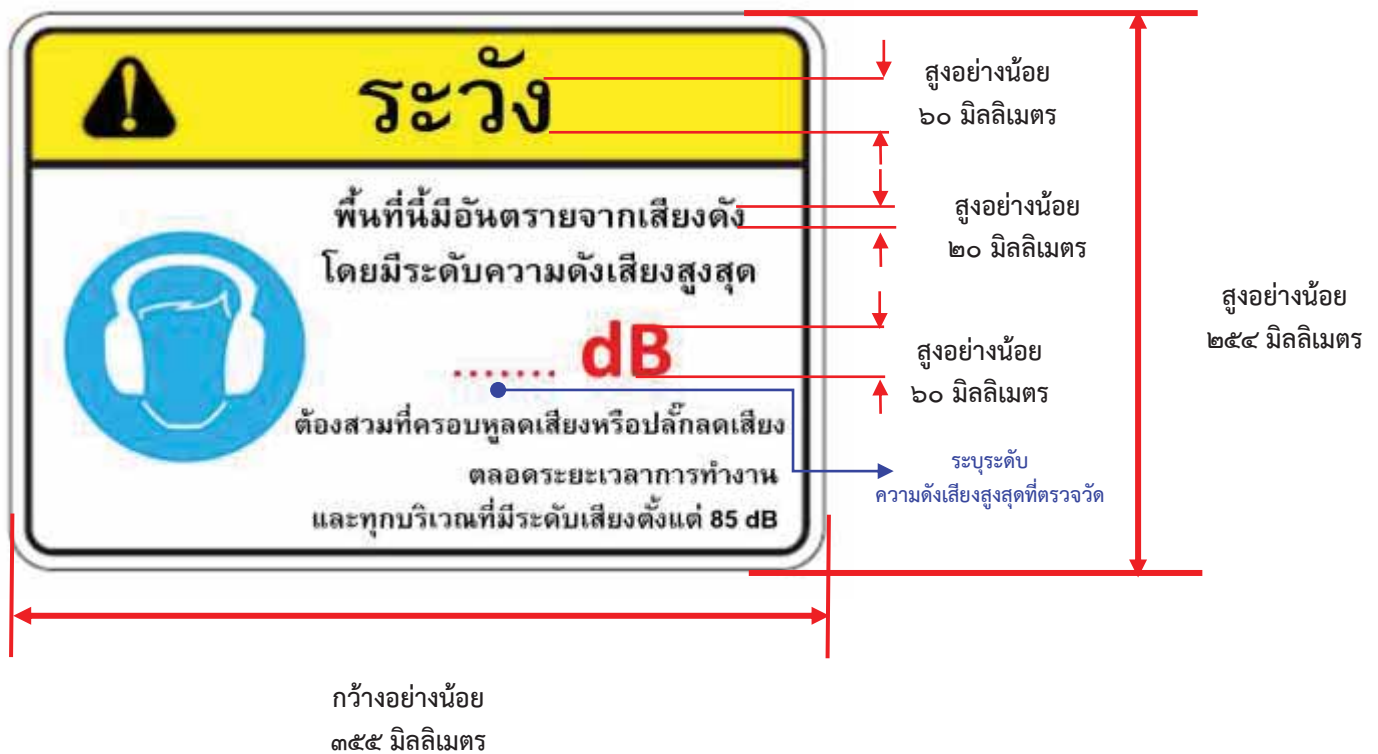 ระวัง
พื้นที่นี้มีอันตรายจากเสียงดัง
โดยมีระดับความดังเสียงสูงสุด
....... dB
ต้องสวมที่ครอบหูลดเสียงหรือปลั๊กลดเสียง
ตลอดระยะเวลาการทำงาน
และทุกบริเวณที่มีระดับเสียงตั้งแต่ 85 dB
สูงอย่างน้อย
๖๐ มิลลิเมตร
สูงอย่างน้อย
๒๐ มิลลิเมตร
สูงอย่างน้อย
๖๐ มิลลิเมตร
ระบุระดับ
ความดังเสียงสูงสุดที่ตรวจวัด
สูงอย่างน้อย
๒๕๔ มิลลิเมตร
กว้างอย่างน้อย
๓๕๕ มิลลิเมตร